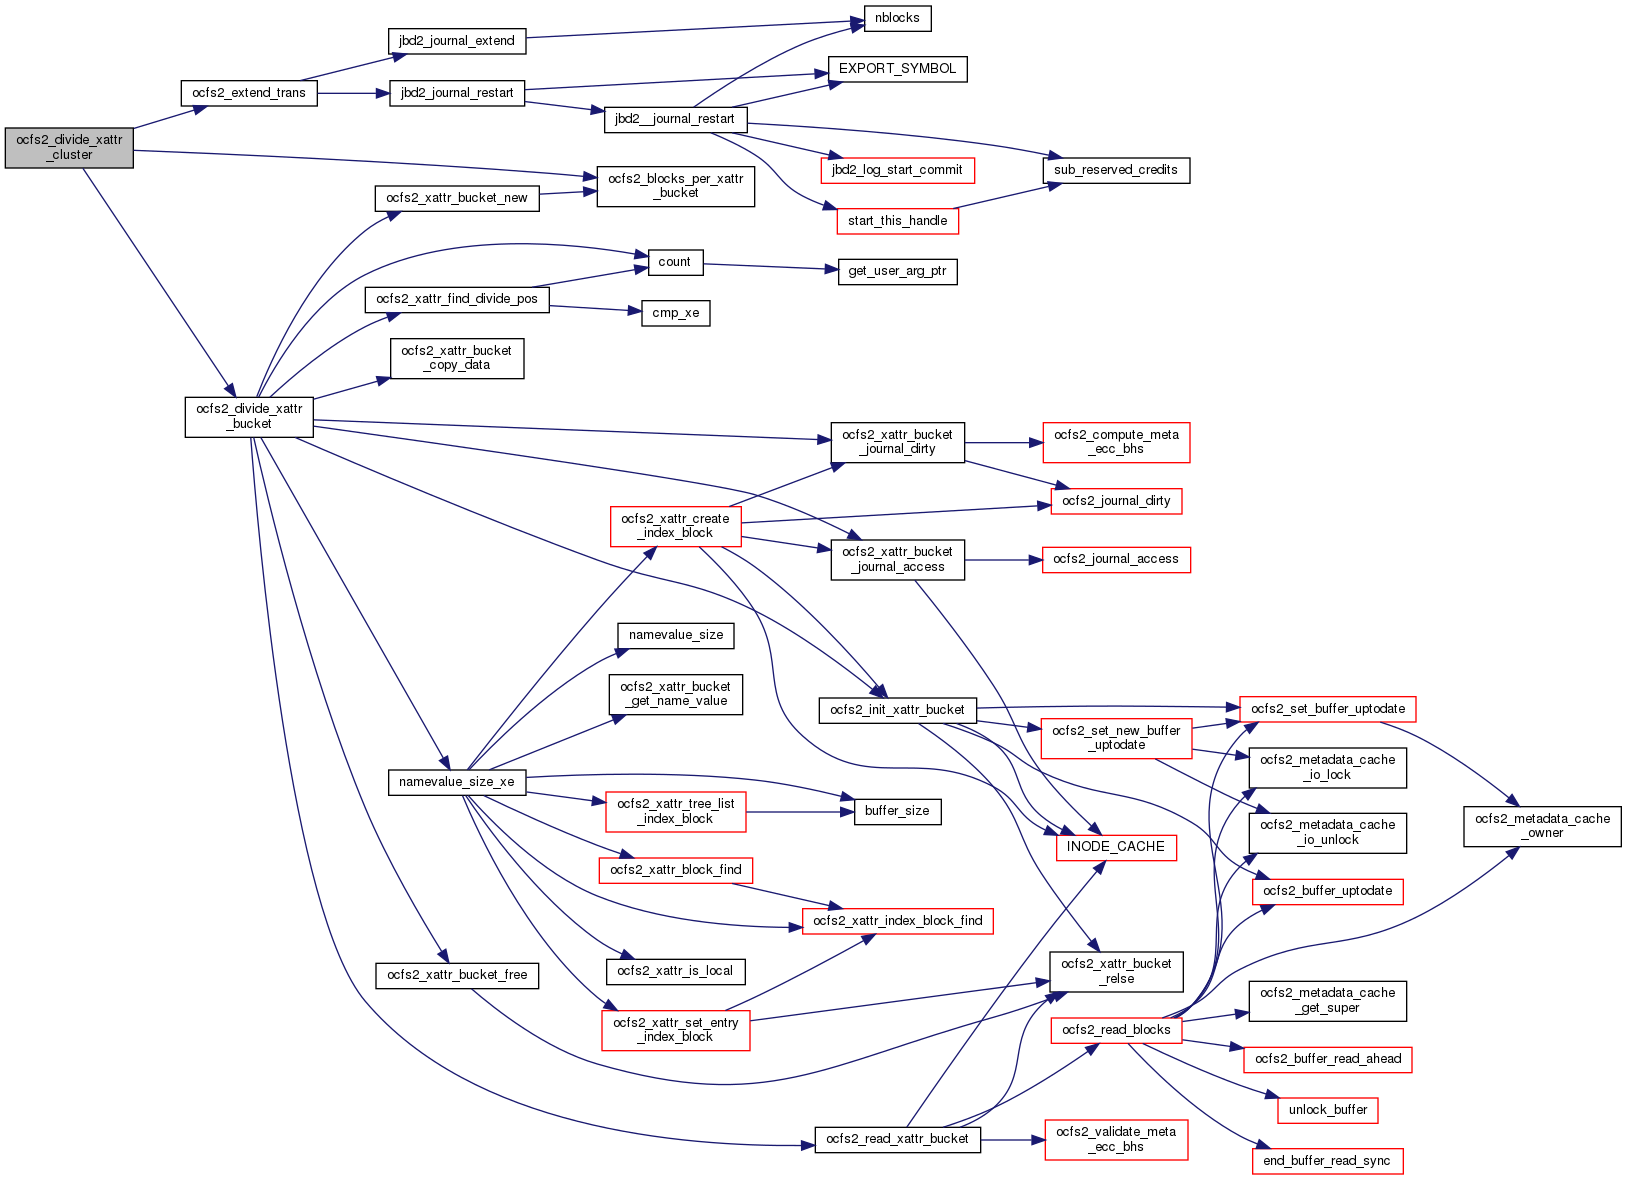 nblocks
jbd2_journal_extend
EXPORT_SYMBOL
ocfs2_extend_trans
jbd2_journal_restart
jbd2__journal_restart
ocfs2_divide_xattr
_cluster
jbd2_log_start_commit
sub_reserved_credits
ocfs2_blocks_per_xattr
_bucket
ocfs2_xattr_bucket_new
start_this_handle
count
get_user_arg_ptr
ocfs2_xattr_find_divide_pos
cmp_xe
ocfs2_xattr_bucket
_copy_data
ocfs2_divide_xattr
_bucket
ocfs2_xattr_bucket
_journal_dirty
ocfs2_compute_meta
_ecc_bhs
ocfs2_journal_dirty
ocfs2_xattr_create
_index_block
ocfs2_xattr_bucket
_journal_access
ocfs2_journal_access
namevalue_size
ocfs2_xattr_bucket
_get_name_value
ocfs2_init_xattr_bucket
ocfs2_set_buffer_uptodate
ocfs2_set_new_buffer
_uptodate
ocfs2_metadata_cache
_io_lock
namevalue_size_xe
ocfs2_xattr_tree_list
_index_block
buffer_size
ocfs2_metadata_cache
_io_unlock
ocfs2_metadata_cache
_owner
INODE_CACHE
ocfs2_xattr_block_find
ocfs2_buffer_uptodate
ocfs2_xattr_index_block_find
ocfs2_xattr_bucket_free
ocfs2_xattr_is_local
ocfs2_xattr_bucket
_relse
ocfs2_metadata_cache
_get_super
ocfs2_xattr_set_entry
_index_block
ocfs2_read_blocks
ocfs2_buffer_read_ahead
unlock_buffer
ocfs2_read_xattr_bucket
ocfs2_validate_meta
_ecc_bhs
end_buffer_read_sync